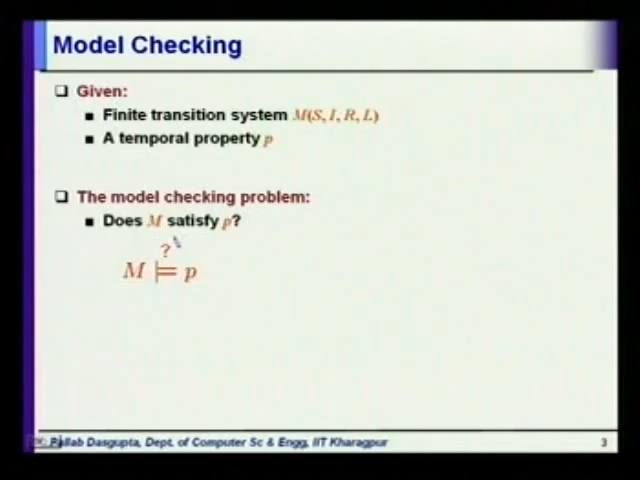 Model Checking
Given:
Finite transition system M(S, I, R, L)
A temporal property p
The model checking problem:
Does M satisfy p?
?
M ⊨ p
Pallab Dasgupta, Dept. of Computer Sc & Engg, IIT Kharagpur
3